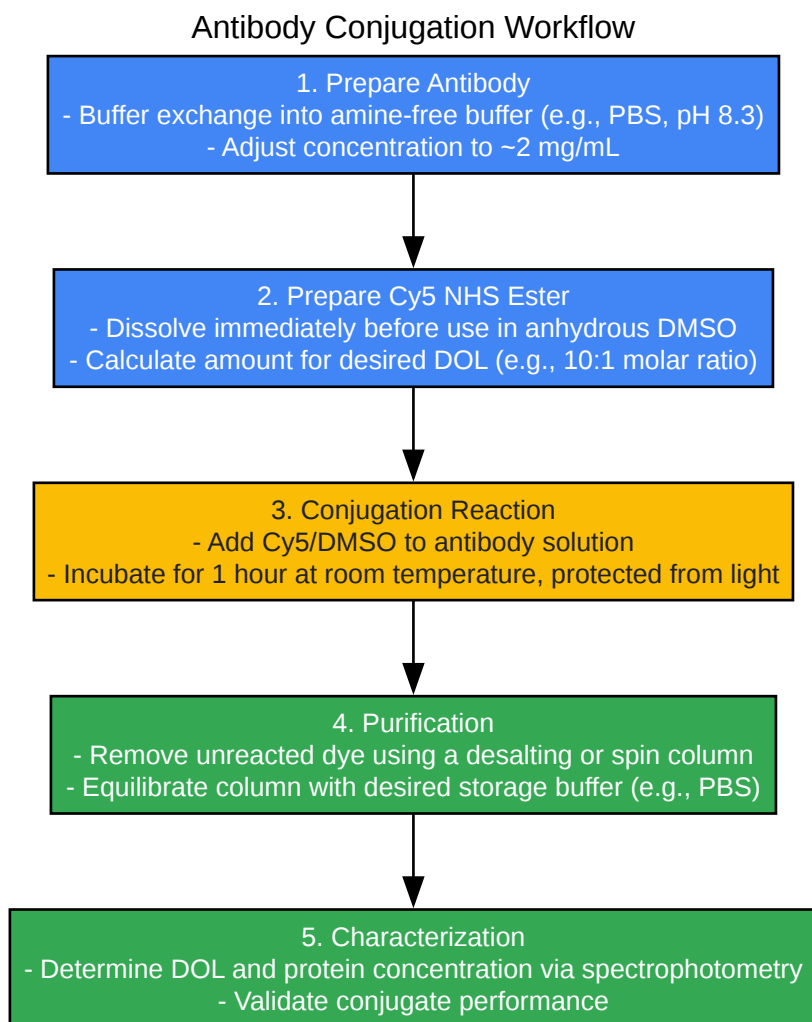 Antibody Conjugation Workflow
1. Prepare Antibody
- Buffer exchange into amine-free buffer (e.g., PBS, pH 8.3)
- Adjust concentration to ~2 mg/mL
2. Prepare Cy5 NHS Ester
- Dissolve immediately before use in anhydrous DMSO
- Calculate amount for desired DOL (e.g., 10:1 molar ratio)
3. Conjugation Reaction
- Add Cy5/DMSO to antibody solution
- Incubate for 1 hour at room temperature, protected from light
4. Purification
- Remove unreacted dye using a desalting or spin column
- Equilibrate column with desired storage buffer (e.g., PBS)
5. Characterization
- Determine DOL and protein concentration via spectrophotometry
- Validate conjugate performance